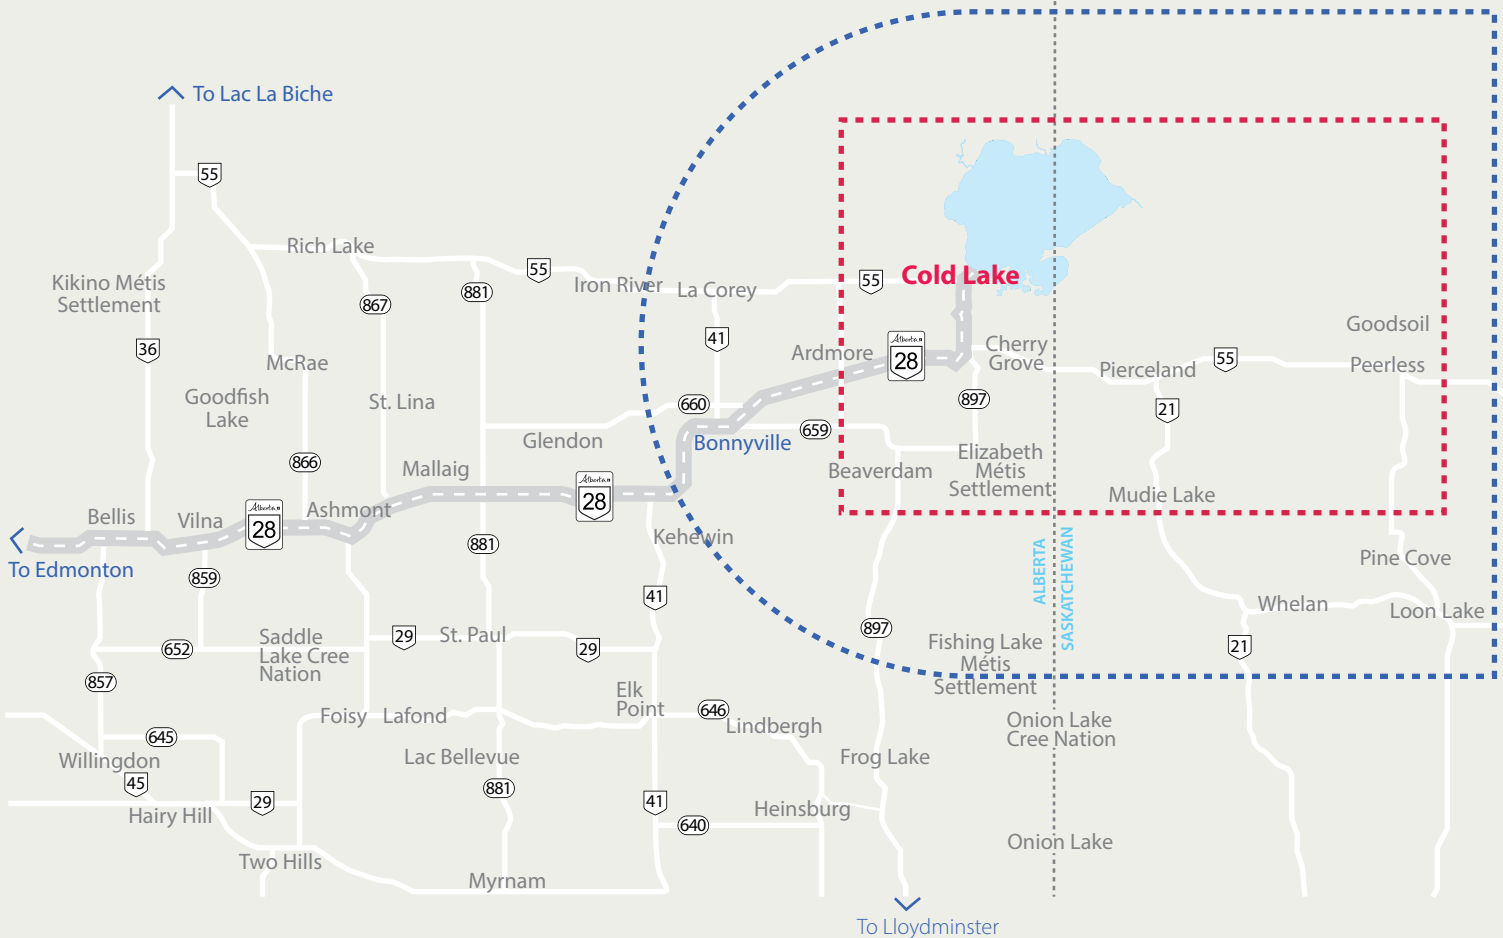 To Lac La Biche
55
Rich Lake
55
Iron River
La Corey
55
Cold Lake
Kikino Métis
Settlement
867
881
36
41
Goodsoil
McRae
Ardmore
Alberta
28
Cherry
Grove
Pierceland
55
Peerless
Goodfish
Lake
St. Lina
660
897
21
Glendon
Bonnyville
659
866
Mallaig
Beaverdam
Elizabeth
Métis
Settlement
Mudie Lake
Bellis
Vilna
Alberta
28
Ashmont
Alberta
28
881
Kehewin
To Edmonton
859
ALBERTA
SASKATCHEWAN
Pine Cove
41
Whelan
Loon Lake
652
Saddle
Lake Cree
Nation
29
St. Paul
29
897
Fishing Lake
Métis
Settlement
21
857
Elk
Point
646
Lindbergh
Foisy
Lafond
Onion Lake
Cree Nation
645
Willingdon
45
Lac Bellevue
Frog Lake
881
29
41
Hairy Hill
640
Heinsburg
Two Hills
Onion Lake
Myrnam
To Lloydminster